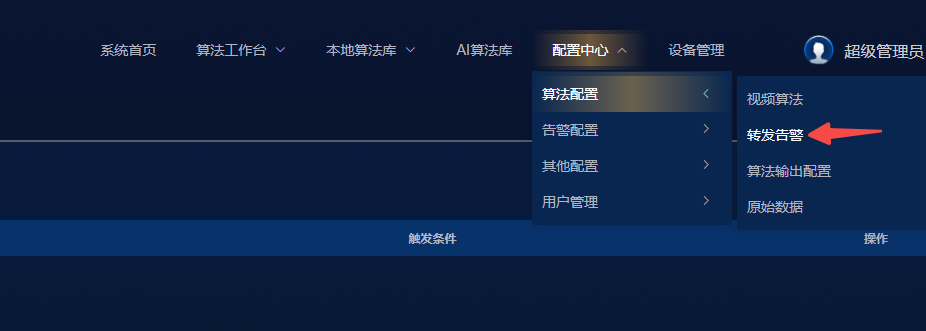 系统首页 算法工作台 本地算法库 AI算法库 配置中心 设备管理 超级管理员
算法配置 视频算法
告警配置 转发告警
其他配置 算法输出配置
用户管理 原始数据
触发条件 操作